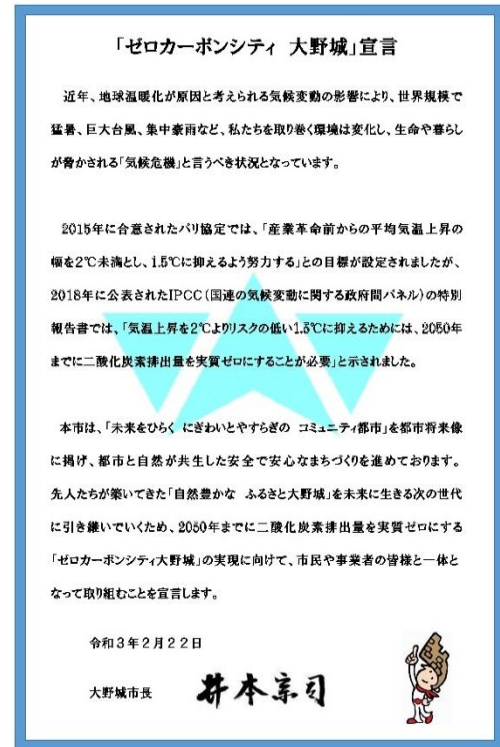 「ゼロカーボンシティ 大野城」宣言
近年、地球温暖化が原因と考えられる気候変動の影響により、世界規模で
猛暑、巨大台風、集中豪雨など、私たちを取り巻く環境は変化し、生命や暮らし
が脅かされる「気候危機」と言うべき状況となっています。
2015年に合意されたパリ協定では、「産業革命前からの平均気温上昇の
幅を2℃未満とし、1.5℃に抑えるよう努力する」との目標が設定されましたが、
2018年に公表されたIPCC(国連の気候変動に関する政府間パネル)の特別
報告書では、「気温上昇を2℃よりリスクの低い1.5℃に抑えるためには、2050年
までに二酸化炭素排出量を実質ゼロにすることが必要」と示されました。
本市は、「未来をひらく にぎわいとやすらぎの コミュニティ都市」を都市将来像
に掲げ、都市と自然が共生した安全で安心なまちづくりを進めております。
先人たちが築いてきた「自然豊かな ふるさと大野城」を未来に生きる次の世代
に引き継いでいくため、2050年までに二酸化炭素排出量を実質ゼロにする
「ゼロカーボンシティ大野城」の実現に向けて、市民や事業者の皆様と一体と
なって取り組むことを宣言します。
令和3年2月22日
大野城市長 井本宗司